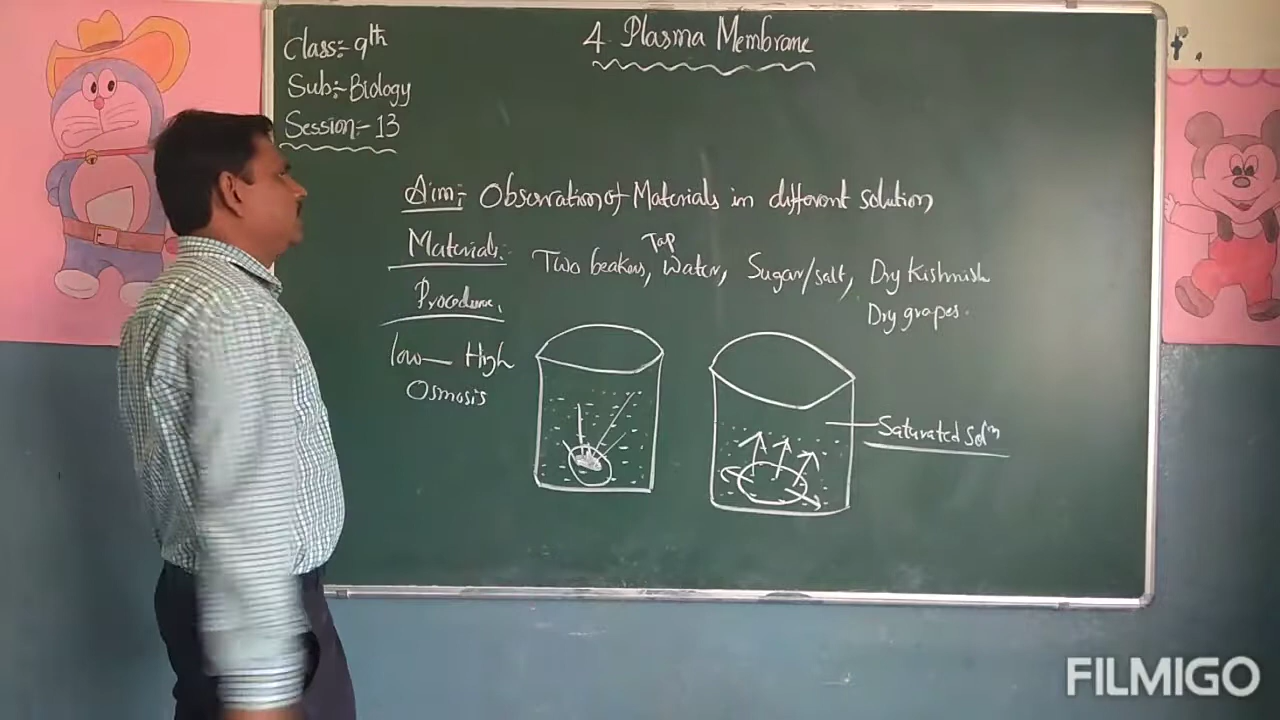 Class:- 9th
Sub:- Biology
Session:- 13
4. Plasma Membrane
Aim:- Observation of Materials in different solution
Materials:- Two beakers, Tap Water, Sugar/salt, Dry Kishmish
Dry grapes.
Procedure,
low— High
Osmosis
Saturated Solⁿ
FILMIGO